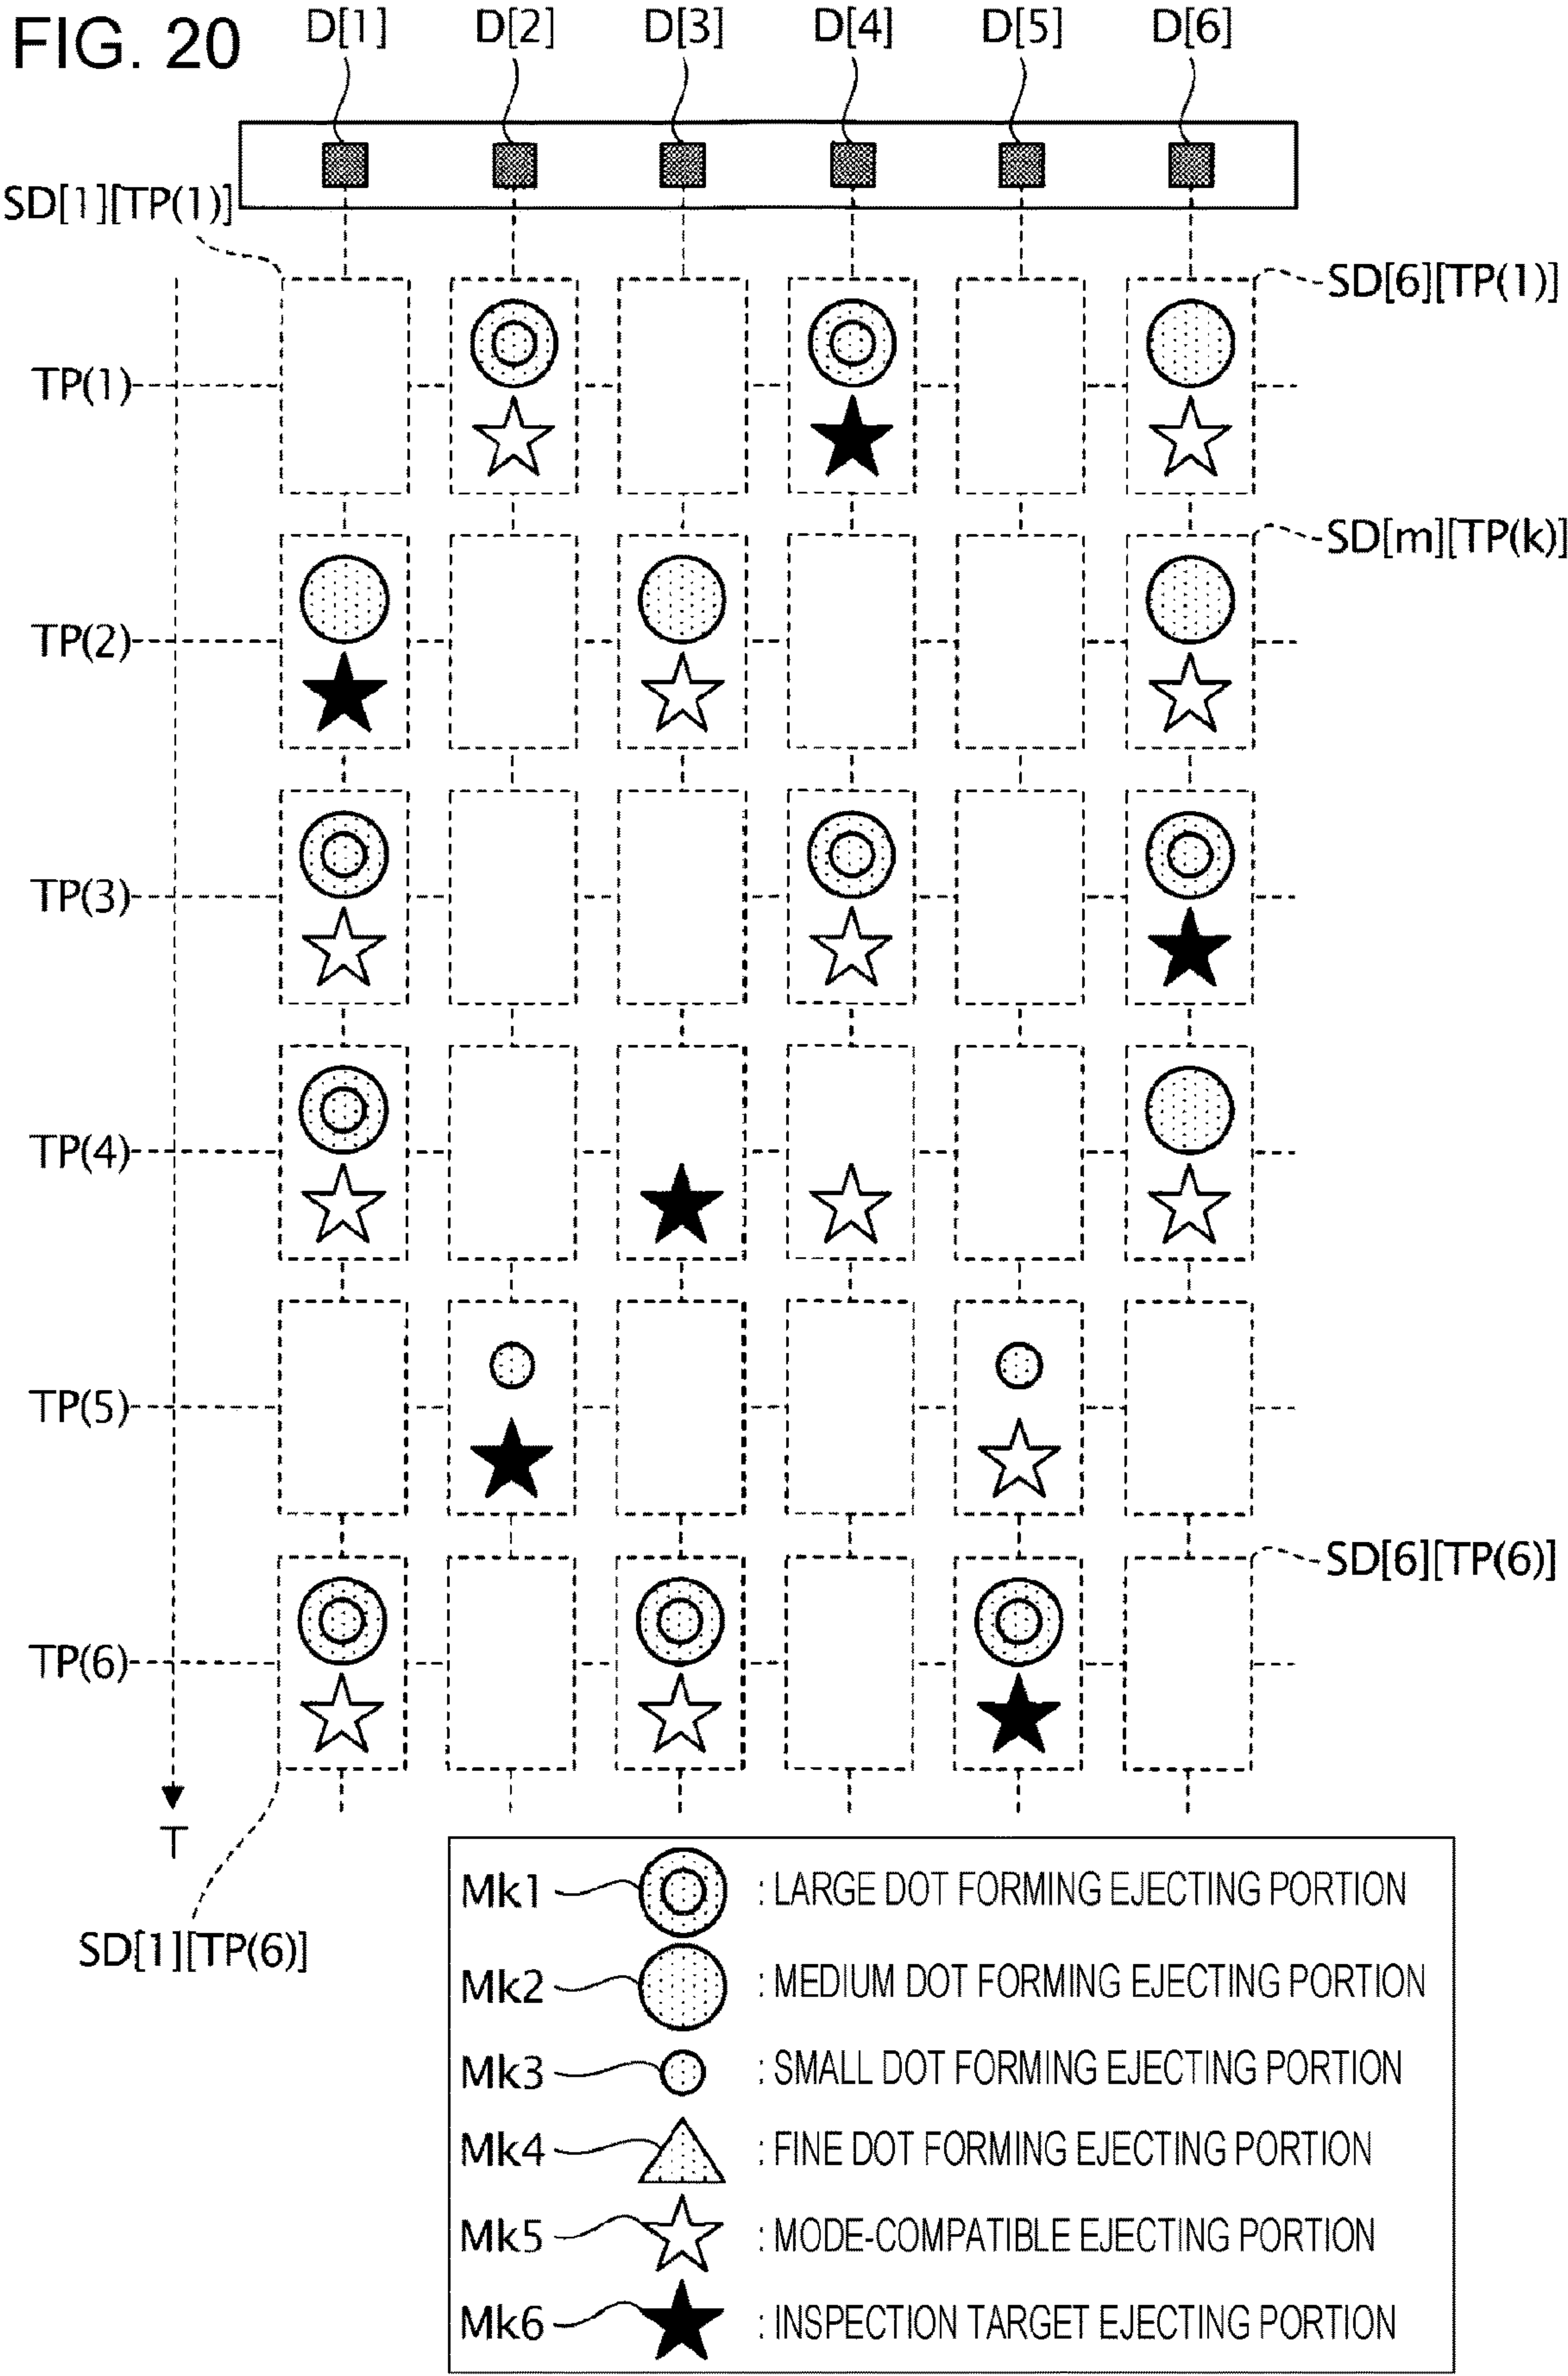 FIG. 20
D[1] D[2] D[3] D[4] D[5] D[6]
SD[1][TP(1)]
SD[6][TP(1)]
TP(1)
SD[m][TP(k)]
TP(2)
TP(3)
TP(4)
TP(5)
SD[6][TP(6)]
TP(6)
T
SD[1][TP(6)]
Mk1 : LARGE DOT FORMING EJECTING PORTION
Mk2 : MEDIUM DOT FORMING EJECTING PORTION
Mk3 : SMALL DOT FORMING EJECTING PORTION
Mk4 : FINE DOT FORMING EJECTING PORTION
Mk5 : MODE-COMPATIBLE EJECTING PORTION
Mk6 : INSPECTION TARGET EJECTING PORTION